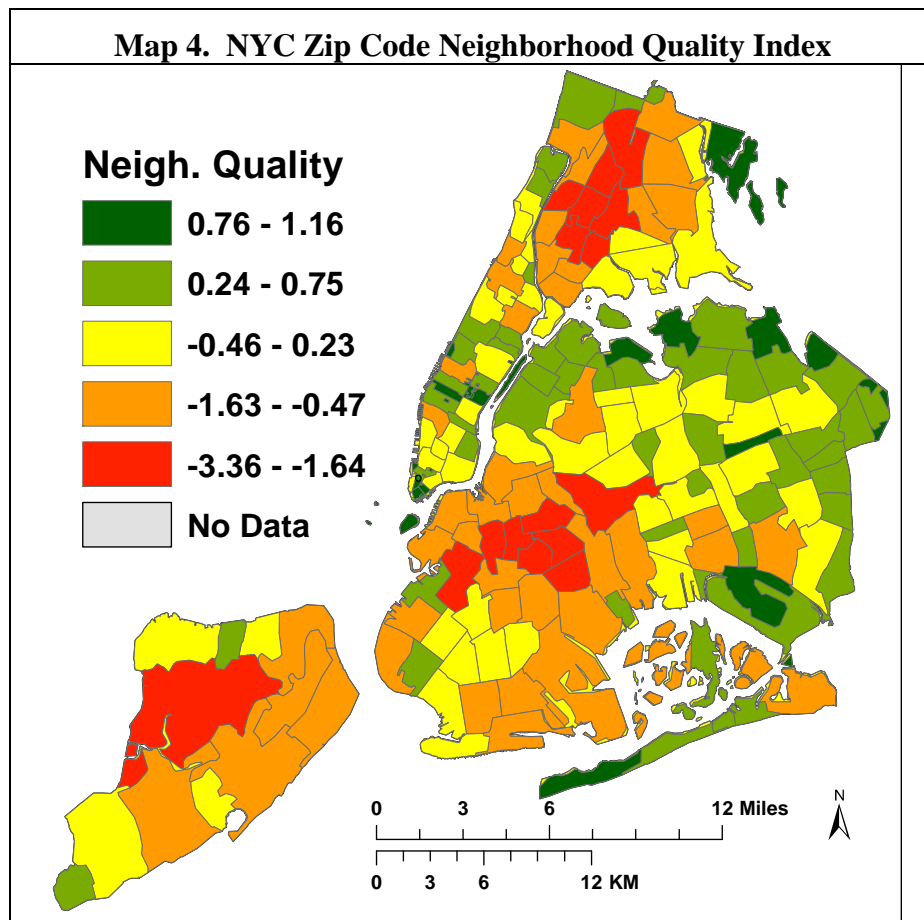 Map 4.  NYC Zip Code Neighborhood Quality Index
Neigh. Quality
0.76 - 1.16
0.24 - 0.75
-0.46 - 0.23
-1.63 - -0.47
-3.36 - -1.64
No Data
0 3 6 12 Miles
0 3 6 12 KM
N